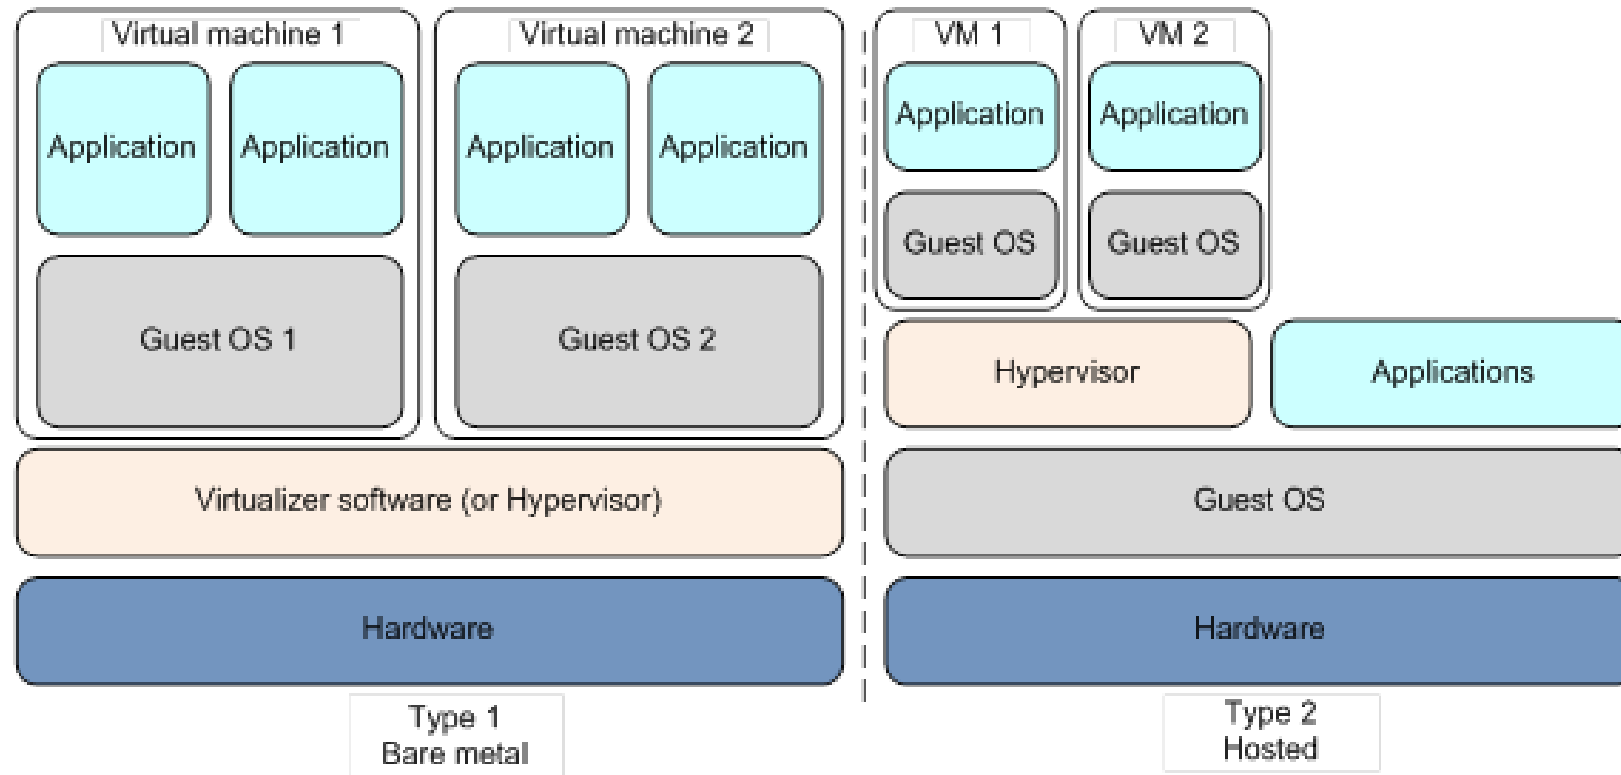 Virtual machine 1
Virtual machine 2
Application
Application
Application
Application
Guest OS 1
Guest OS 2
Virtualizer software (or Hypervisor)
Hardware
Type 1
Bare metal
VM 1
VM 2
Application
Application
Guest OS
Guest OS
Hypervisor
Applications
Guest OS
Hardware
Type 2
Hosted